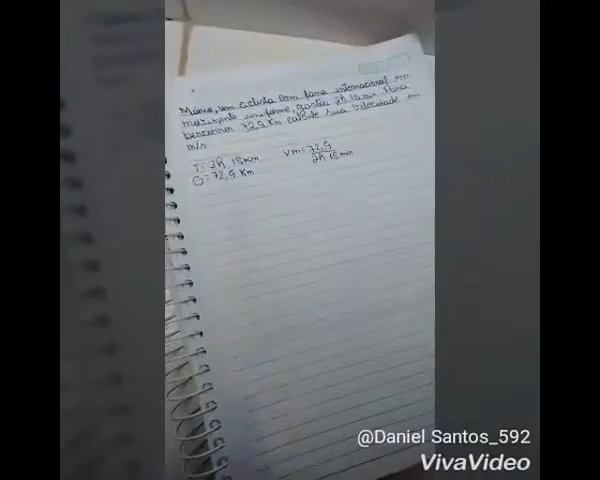 Mário, um ciclista com fama internacional em
movimento uniforme, gastou 2h 15min Para
percorrer 72,9 Km calcule sua velocidade em
m/s
T= 2h 15min
S= 72,9 Km
Vm= 72,9
2h 15min
@Daniel Santos_592
VivaVideo